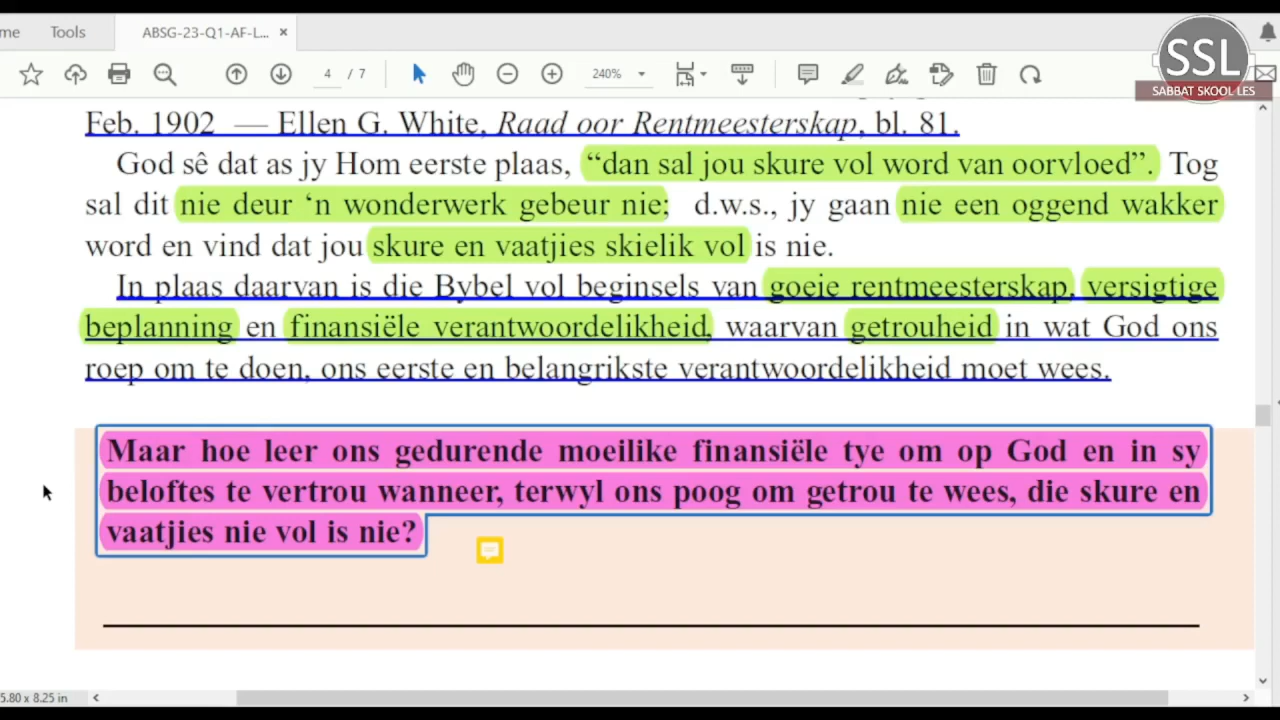 me Tools ABSG-23-Q1-AF-L... ×
4 / 7 240%
SSL
SABBAT SKOOL LES
Feb. 1902 — Ellen G. White, Raad oor Rentmeesterskap, bl. 81.
God sê dat as jy Hom eerste plaas, “dan sal jou skure vol word van oorvloed”. Tog
sal dit nie deur ‘n wonderwerk gebeur nie; d.w.s., jy gaan nie een oggend wakker
word en vind dat jou skure en vaatjies skielik vol is nie.
In plaas daarvan is die Bybel vol beginsels van goeie rentmeesterskap, versigtige
beplanning en finansiële verantwoordelikheid, waarvan getrouheid in wat God ons
roep om te doen, ons eerste en belangrikste verantwoordelikheid moet wees.
Maar hoe leer ons gedurende moeilike finansiële tye om op God en in sy
beloftes te vertrou wanneer, terwyl ons poog om getrou te wees, die skure en
vaatjies nie vol is nie?
5.80 x 8.25 in